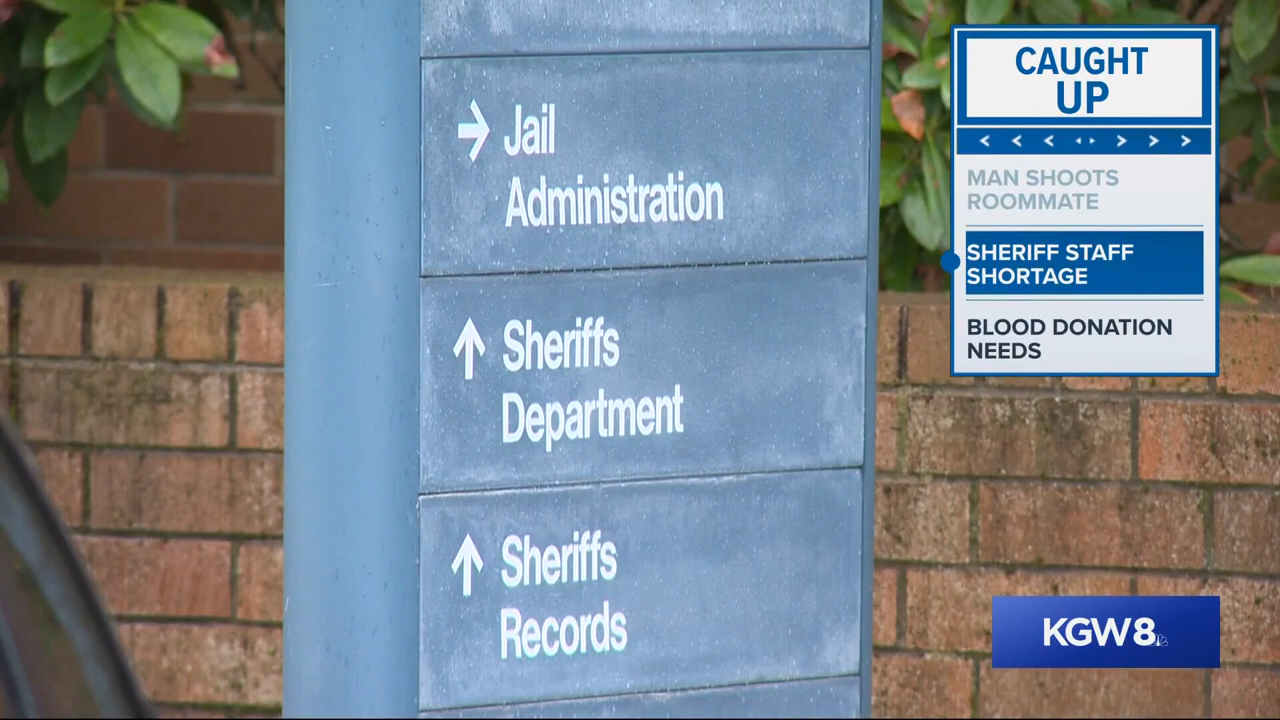 Jail
Administration
Sheriffs
Department
Sheriffs
Records
CAUGHT
UP
MAN SHOOTS
ROOMMATE
SHERIFF STAFF
SHORTAGE
BLOOD DONATION
NEEDS
KGW8